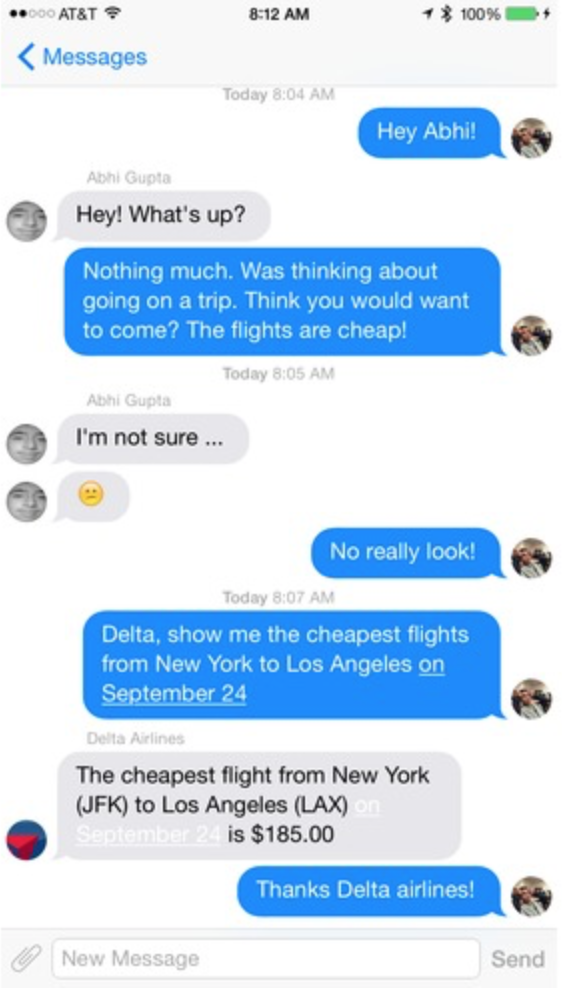 AT&T 8:12 AM 100%
Messages
Today 8:04 AM
Hey Abhi!
Abhi Gupta
Hey! What's up?
Nothing much. Was thinking about
going on a trip. Think you would want
to come? The flights are cheap!
Today 8:05 AM
Abhi Gupta
I'm not sure ...
No really look!
Today 8:07 AM
Delta, show me the cheapest flights
from New York to Los Angeles on
September 24
Delta Airlines
The cheapest flight from New York
(JFK) to Los Angeles (LAX) on
September 24 is $185.00
Thanks Delta airlines!
New Message Send